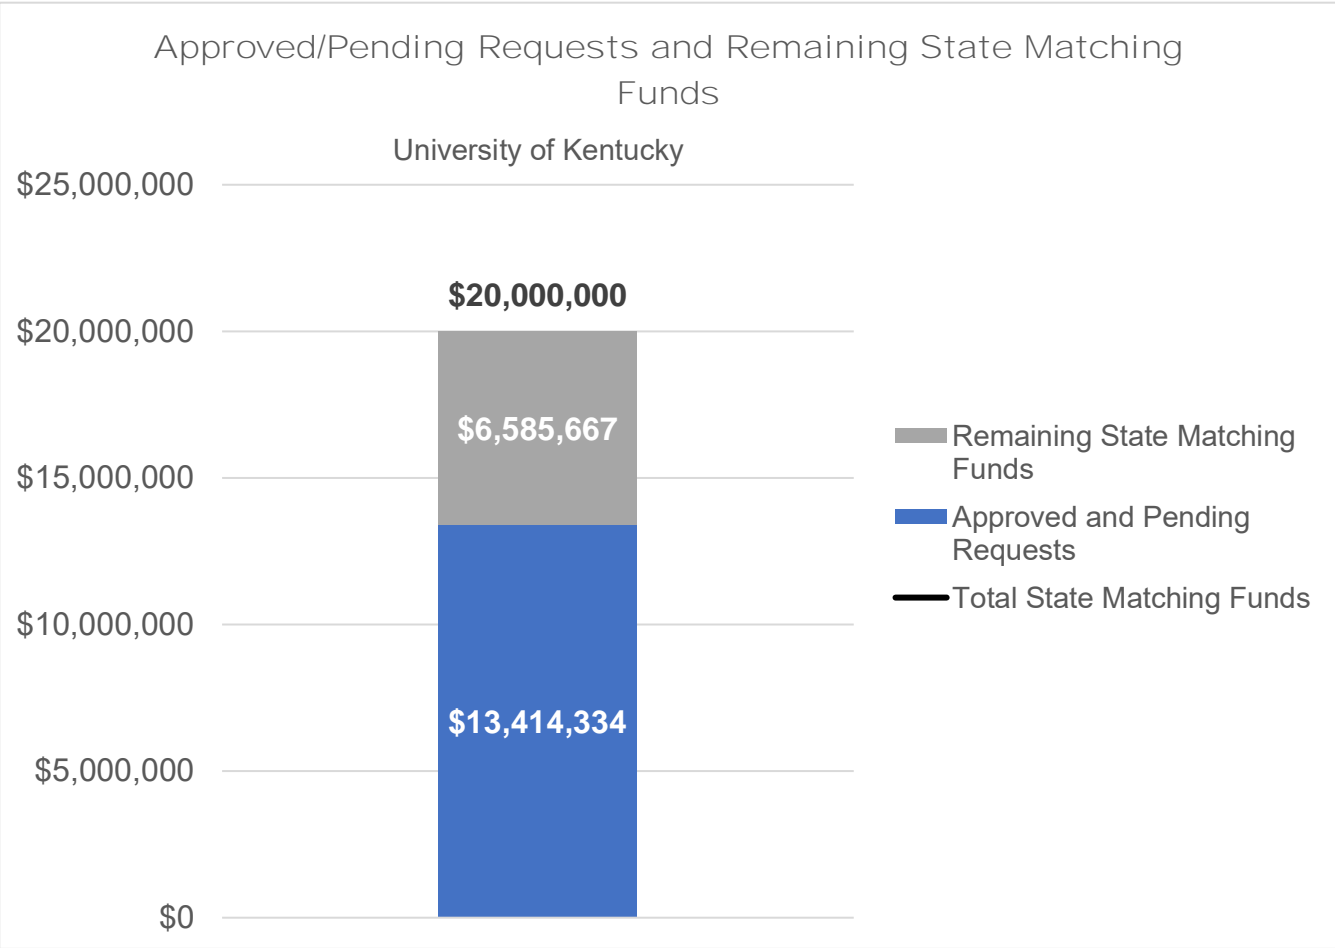 Approved/Pending Requests and Remaining State Matching
Funds
University of Kentucky
$25,000,000
$20,000,000
$20,000,000
$6,585,667
$15,000,000
$10,000,000
$13,414,334
$5,000,000
$0
Remaining State Matching
Funds
Approved and Pending
Requests
Total State Matching Funds